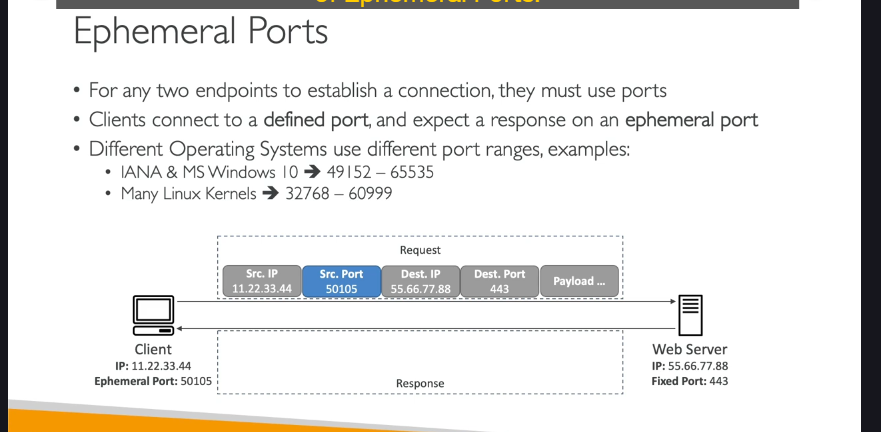 of Ephemeral Ports.
Ephemeral Ports
• For any two endpoints to establish a connection, they must use ports
• Clients connect to a defined port, and expect a response on an ephemeral port
• Different Operating Systems use different port ranges, examples:
• IANA & MS Windows 10 ➔ 49152 – 65535
• Many Linux Kernels ➔ 32768 – 60999
Request
Src. IP
11.22.33.44
Src. Port
50105
Dest. IP
55.66.77.88
Dest. Port
443
Payload ...
Client
IP: 11.22.33.44
Ephemeral Port: 50105
Web Server
IP: 55.66.77.88
Fixed Port: 443
Response